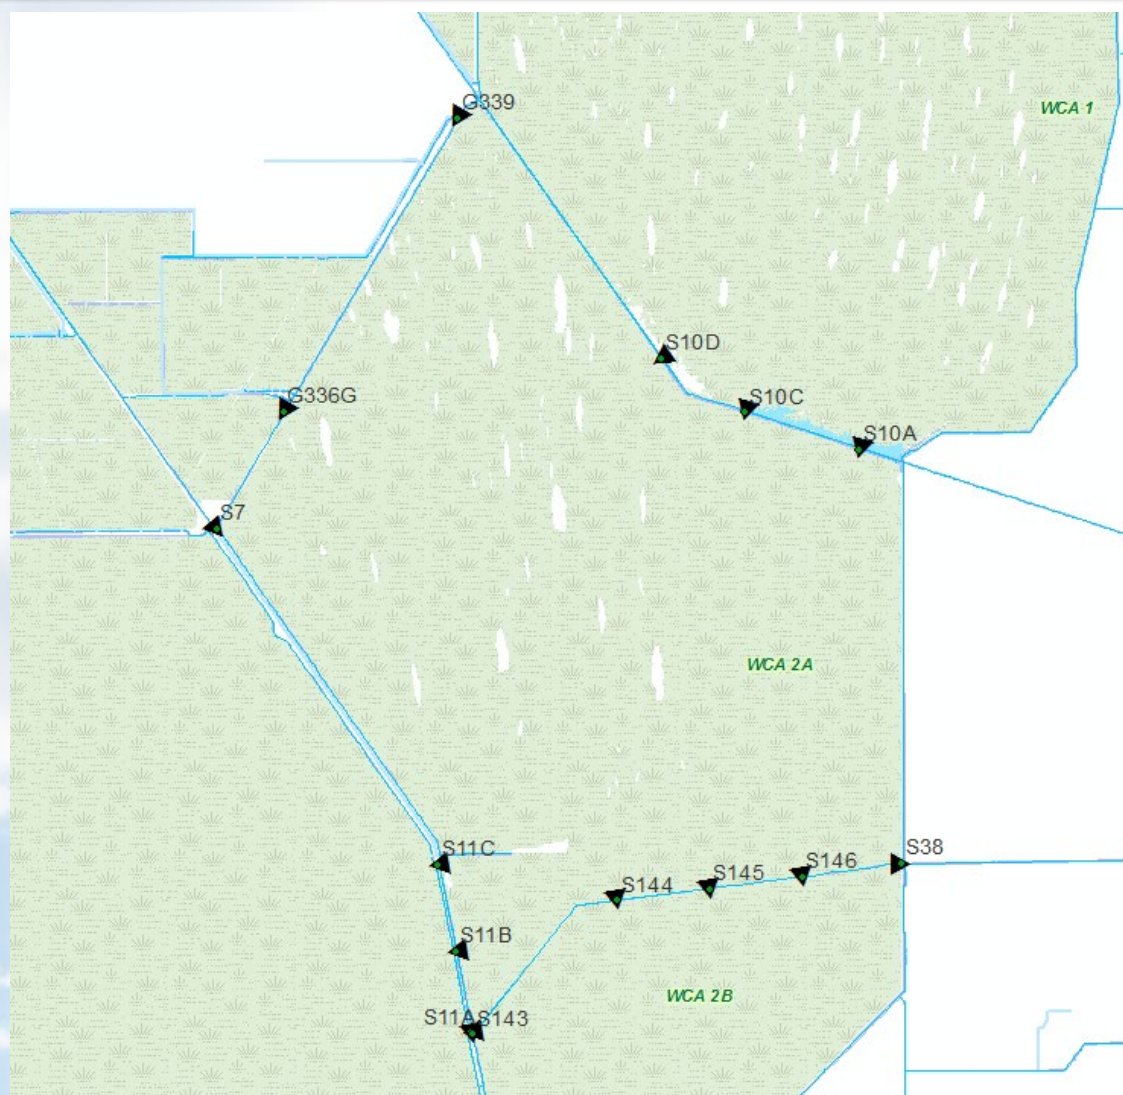 G339
WCA 1
S10D
G336G
S10C
S10A
S7
WCA 2A
S11C
S38
S146
S145
S144
S11B
WCA 2B
S11A
S143